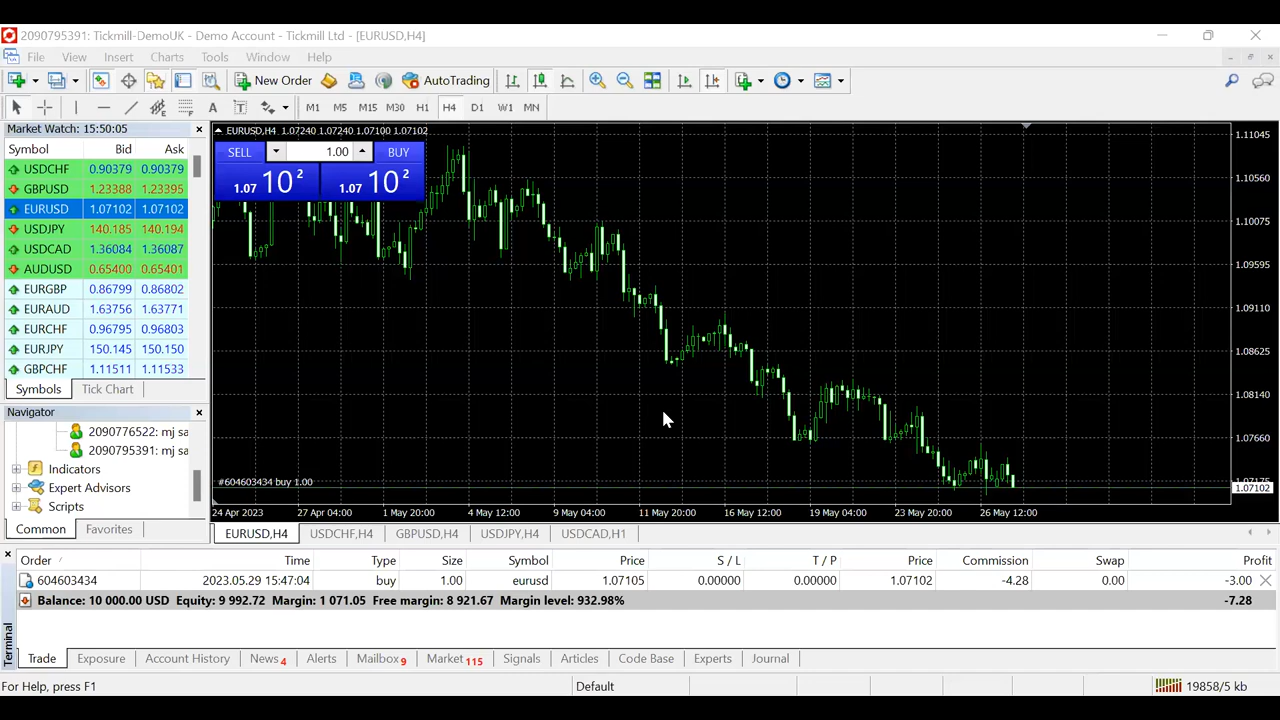 2090795391: Tickmill-DemoUK - Demo Account - Tickmill Ltd - [EURUSD,H4]
File View Insert Charts Tools Window Help
New Order AutoTrading
M1 M5 M15 M30 H1 H4 D1 W1 MN
Market Watch: 15:50:05
Symbol Bid Ask
USDCHF 0.90379 0.90379
GBPUSD 1.23388 1.23395
EURUSD 1.07102 1.07102
USDJPY 140.185 140.194
USDCAD 1.36084 1.36087
AUDUSD 0.65400 0.65401
EURGBP 0.86799 0.86802
EURAUD 1.63756 1.63771
EURCHF 0.96795 0.96803
EURJPY 150.145 150.150
GBPCHF 1.11511 1.11533
Symbols Tick Chart
Navigator
2090776522: mj sa
2090795391: mj sa
Indicators
Expert Advisors
Scripts
Common Favorites
EURUSD,H4 1.07240 1.07240 1.07100 1.07102
SELL 1.00 BUY
1.07 10 2 1.07 10 2
1.11045
1.10560
1.10075
1.09595
1.09110
1.08625
1.08140
1.07660
1.07175
1.07102
#604603434 buy 1.00
24 Apr 2023 27 Apr 04:00 1 May 20:00 4 May 12:00 9 May 04:00 11 May 20:00 16 May 12:00 19 May 04:00 23 May 20:00 26 May 12:00
EURUSD,H4 USDCHF,H4 GBPUSD,H4 USDJPY,H4 USDCAD,H1
Order Time Type Size Symbol Price S / L T / P Price Commission Swap Profit
604603434 2023.05.29 15:47:04 buy 1.00 eurusd 1.07105 0.00000 0.00000 1.07102 -4.28 0.00 -3.00
Balance: 10 000.00 USD Equity: 9 992.72 Margin: 1 071.05 Free margin: 8 921.67 Margin level: 932.98% -7.28
Terminal
Trade Exposure Account History News 4 Alerts Mailbox 9 Market 115 Signals Articles Code Base Experts Journal
For Help, press F1 Default 19858/5 kb